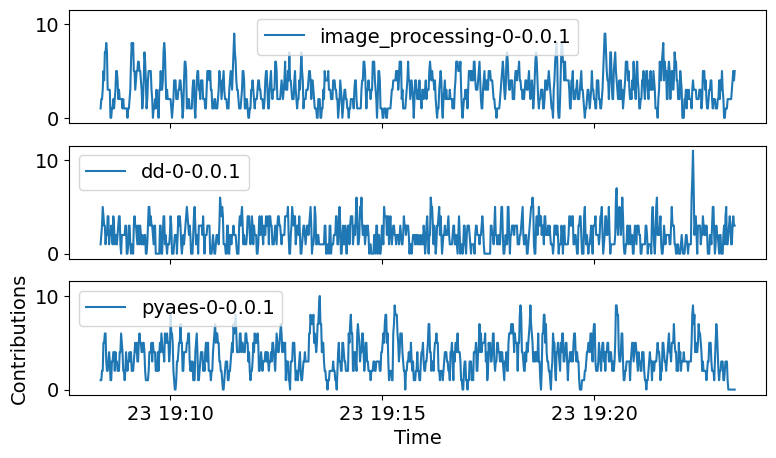 10
0
image_processing-0-0.0.1
10
0
dd-0-0.0.1
10
0
pyaes-0-0.0.1
Contributions
23 19:10
23 19:15
23 19:20
Time